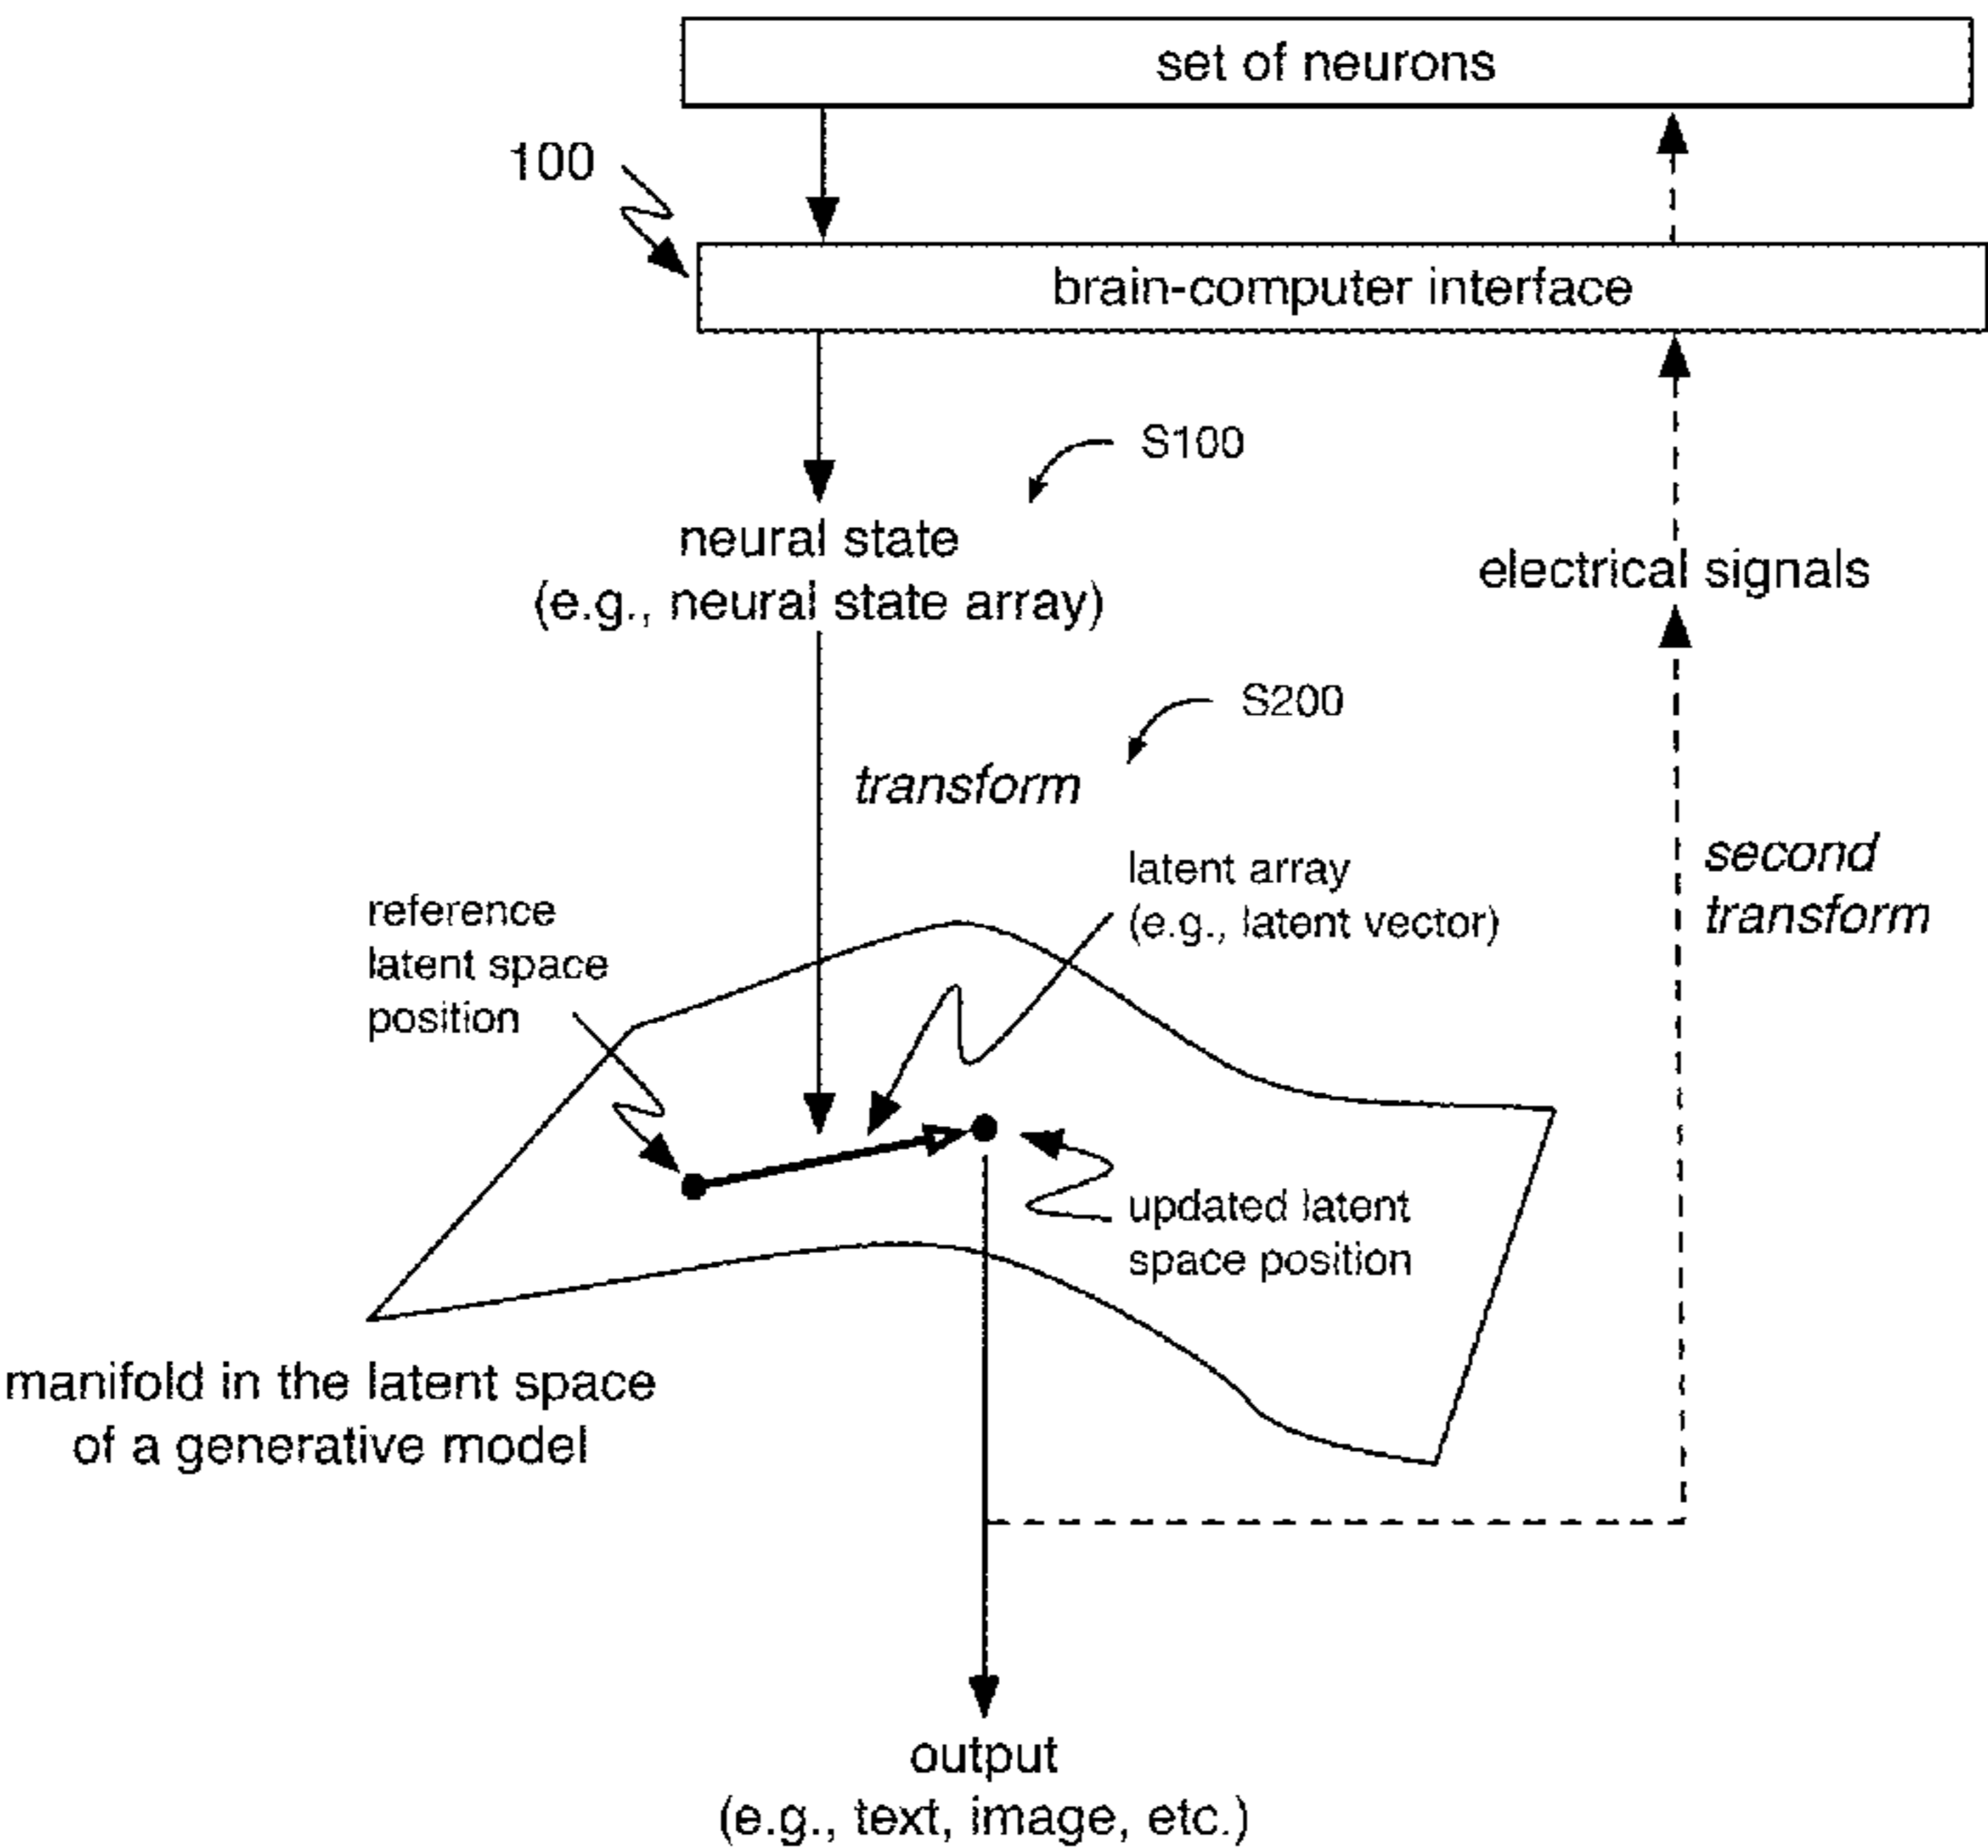 set of neurons
100
brain-computer interface
S100
neural state
(e.g., neural state array)
electrical signals
S200
transform
second
transform
latent array
(e.g., latent vector)
reference
latent space
position
updated latent
space position
manifold in the latent space
of a generative model
output
(e.g., text, image, etc.)